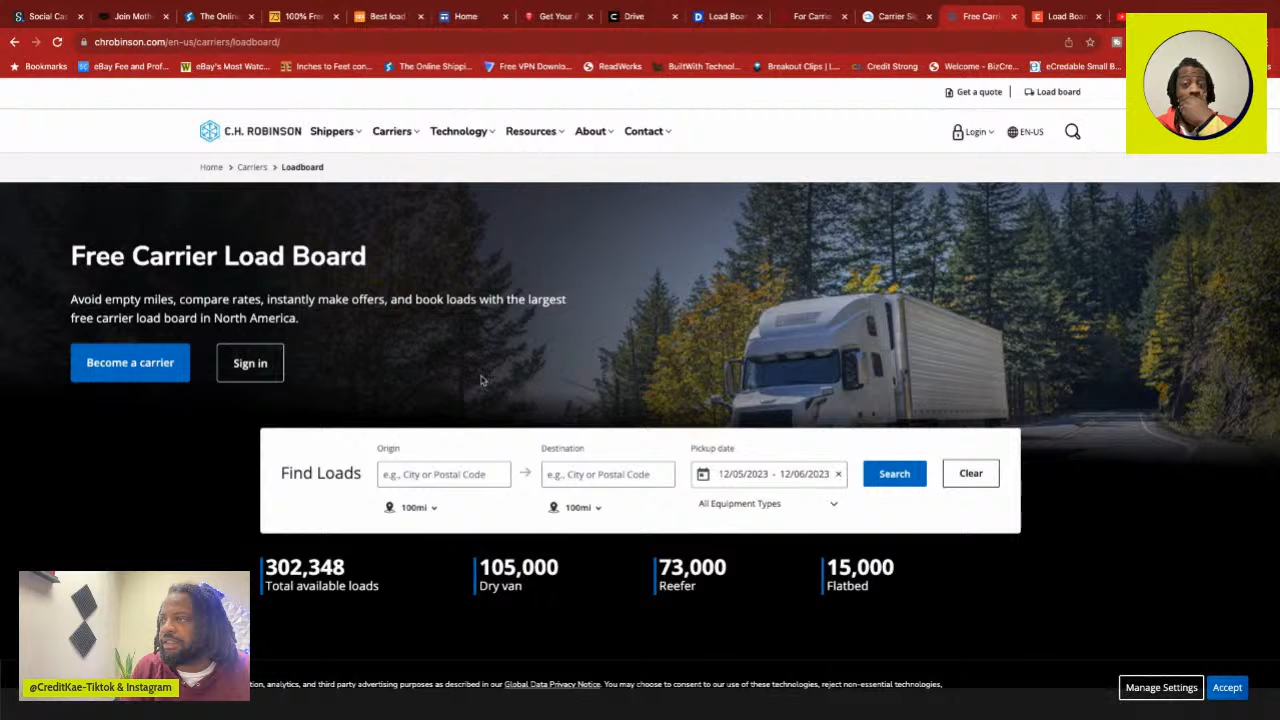 Social Cas
Join Moth
The Online
100% Free
Best load
Home
Get Your
Drive
Load Boar
For Carrie
Carrier Si
Free Carri
Load Boar
chrobinson.com/en-us/carriers/loadboard/
Bookmarks
eBay Fee and Prof...
eBay's Most Watc...
Inches to Feet con...
The Online Shippi...
Free VPN Downlo...
ReadWorks
BuiltWith Technol...
Breakout Clips | L...
Credit Strong
Welcome - BizCre...
eCredable Small B...
Get a quote
Load board
C.H. ROBINSON
Shippers
Carriers
Technology
Resources
About
Contact
Login
EN-US
Home > Carriers > Loadboard
Free Carrier Load Board
Avoid empty miles, compare rates, instantly make offers, and book loads with the largest
free carrier load board in North America.
Become a carrier
Sign in
Find Loads
Origin
e.g., City or Postal Code
100mi
Destination
e.g., City or Postal Code
100mi
Pickup date
12/05/2023 - 12/06/2023
All Equipment Types
Search
Clear
302,348
Total available loads
105,000
Dry van
73,000
Reefer
15,000
Flatbed
@CreditKae-Tiktok & Instagram
tion, analytics, and third party advertising purposes as described in our Global Data Privacy Notice. You may choose to consent to our use of these technologies, reject non-essential technologies,
Manage Settings
Accept